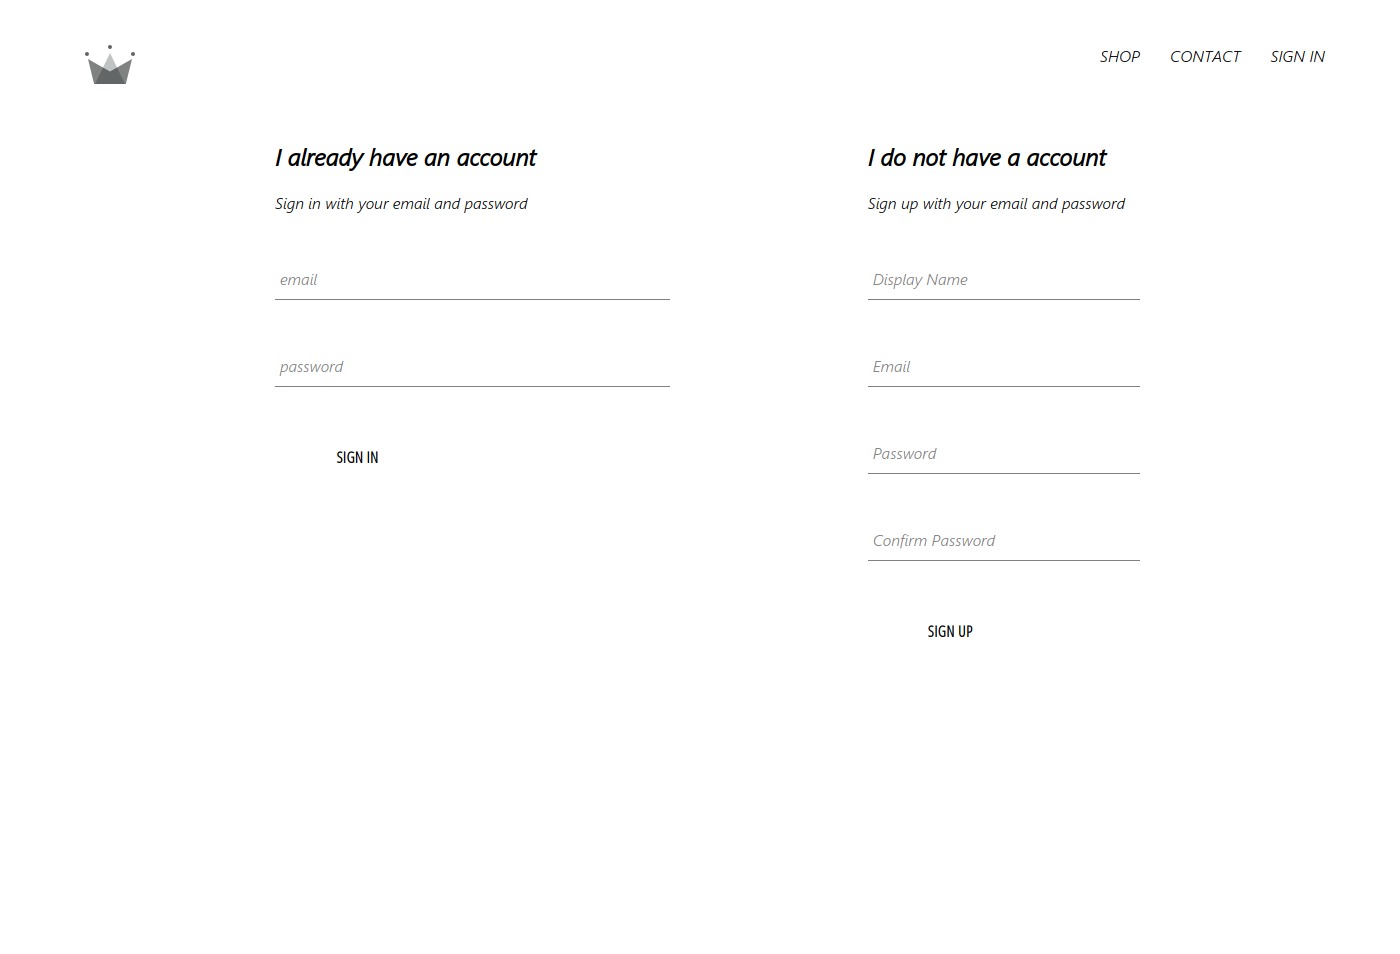 SHOP CONTACT SIGN IN
I already have an account
Sign in with your email and password
email
password
SIGN IN
I do not have a account
Sign up with your email and password
Display Name
Email
Password
Confirm Password
SIGN UP